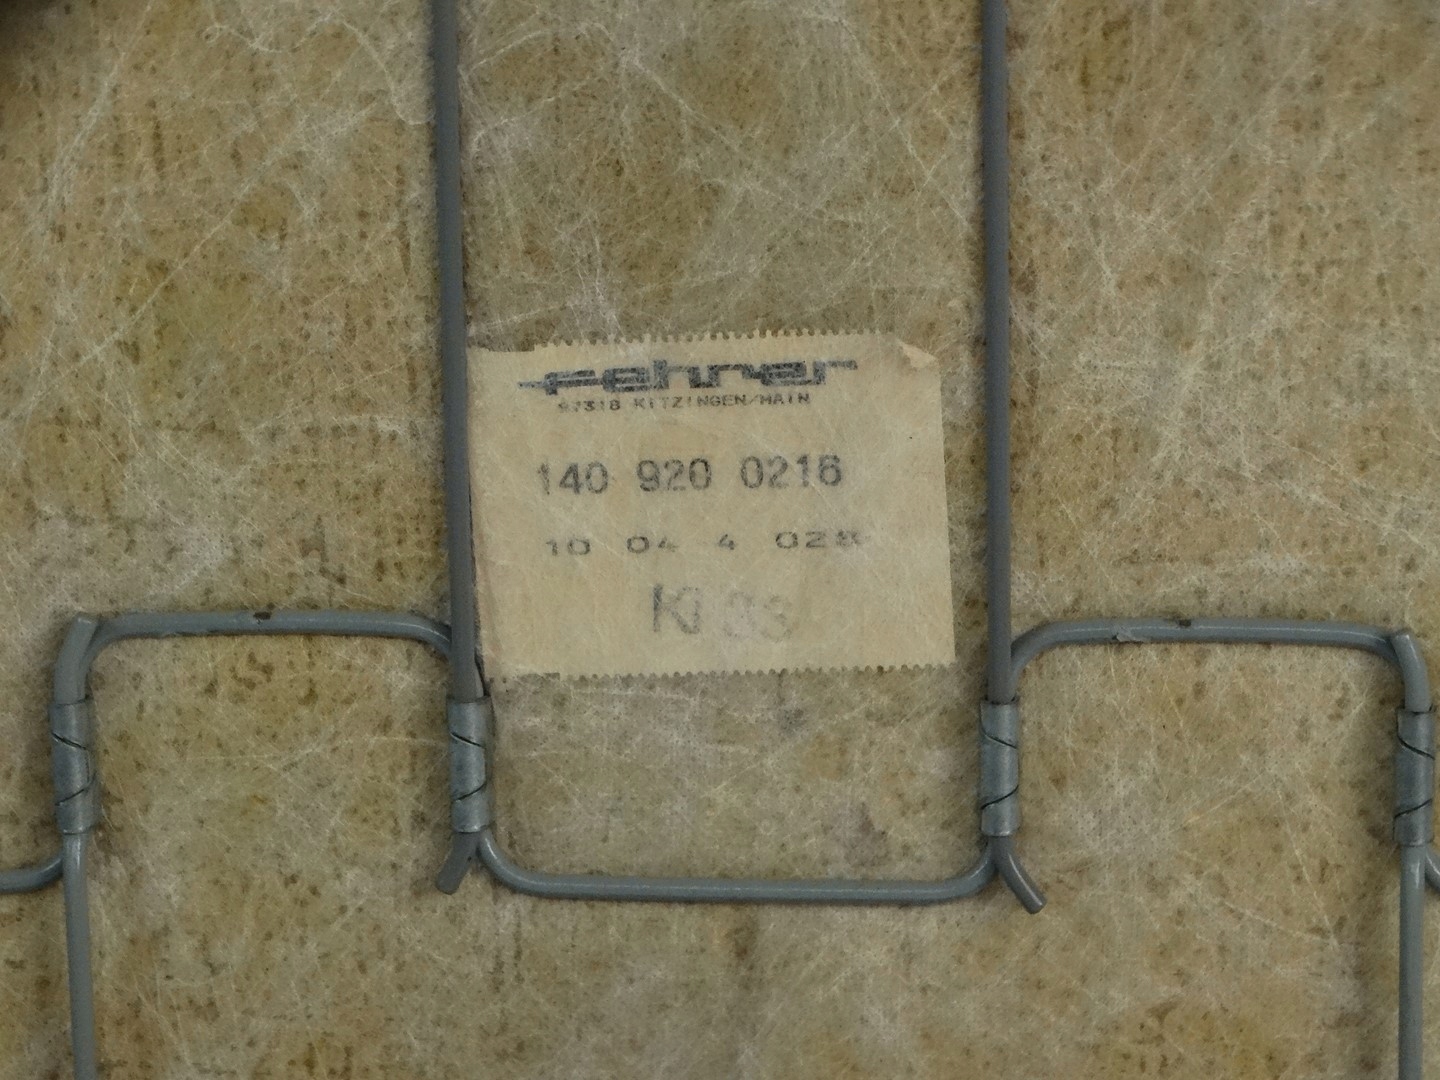 fehrer
97318 KITZINGEN/MAIN
140 920 0216
10 04 4 028